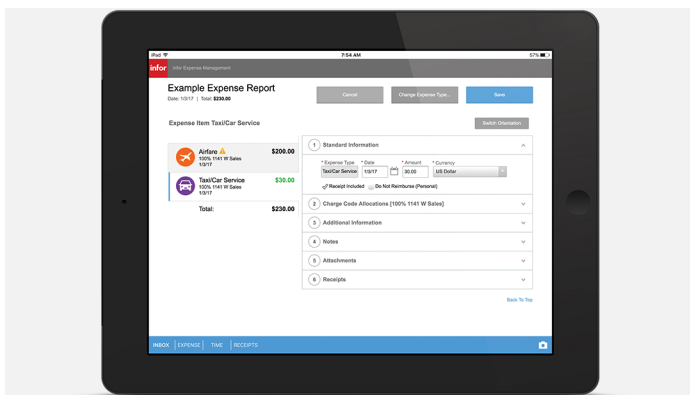 iPad 7:54 AM 57%
infor Infor Expense Management
Example Expense Report
Date: 1/3/17 | Total: $230.00
Cancel Change Expense Type... Save
Expense Item Taxi/Car Service
Switch Orientation
Airfare $200.00
100% 1141 W Sales
1/3/17
Taxi/Car Service $30.00
100% 1141 W Sales
1/3/17
Total: $230.00
1 Standard Information
* Expense Type * Date * Amount * Currency
Taxi/Car Service 1/3/17 30.00 US Dollar
Receipt Included Do Not Reimburse (Personal)
2 Charge Code Allocations [100% 1141 W Sales]
3 Additional Information
4 Notes
5 Attachments
6 Receipts
Back To Top
INBOX EXPENSE TIME RECEIPTS